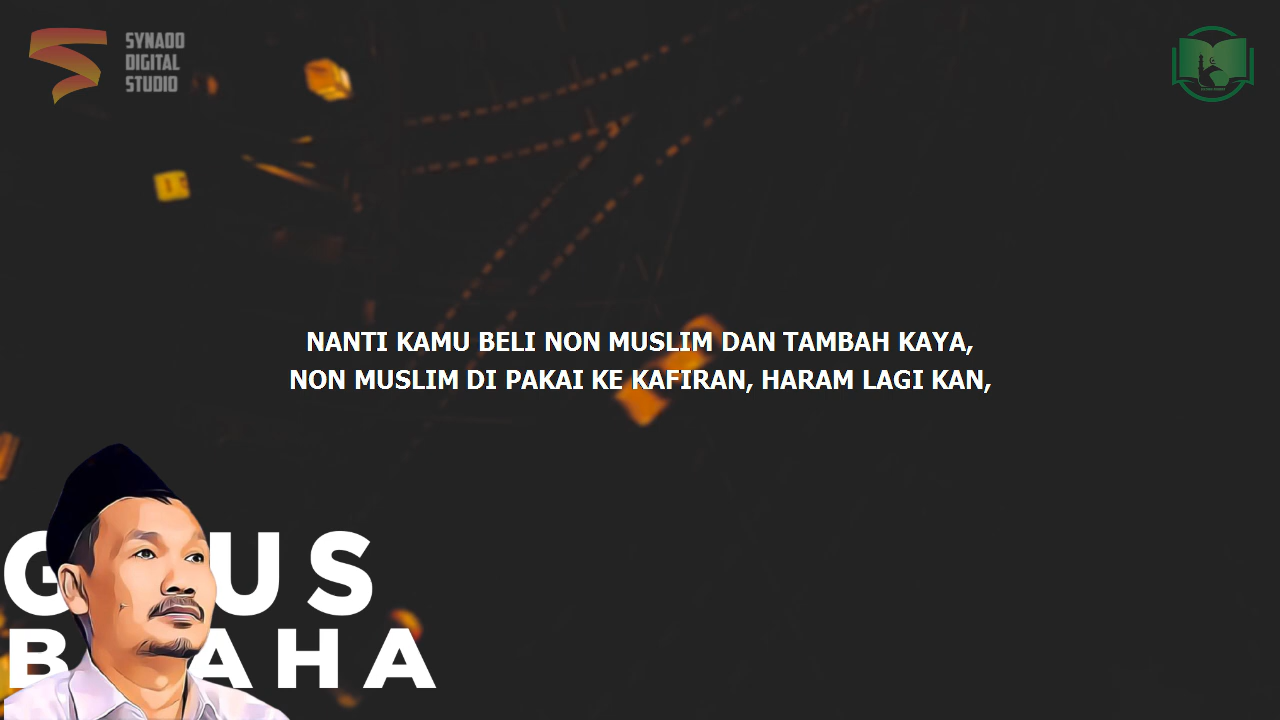 SYNADO
DIGITAL
STUDIO
NANTI KAMU BELI NON MUSLIM DAN TAMBAH KAYA,
NON MUSLIM DI PAKAI KE KAFIRAN, HARAM LAGI KAN,
G US
B AHA